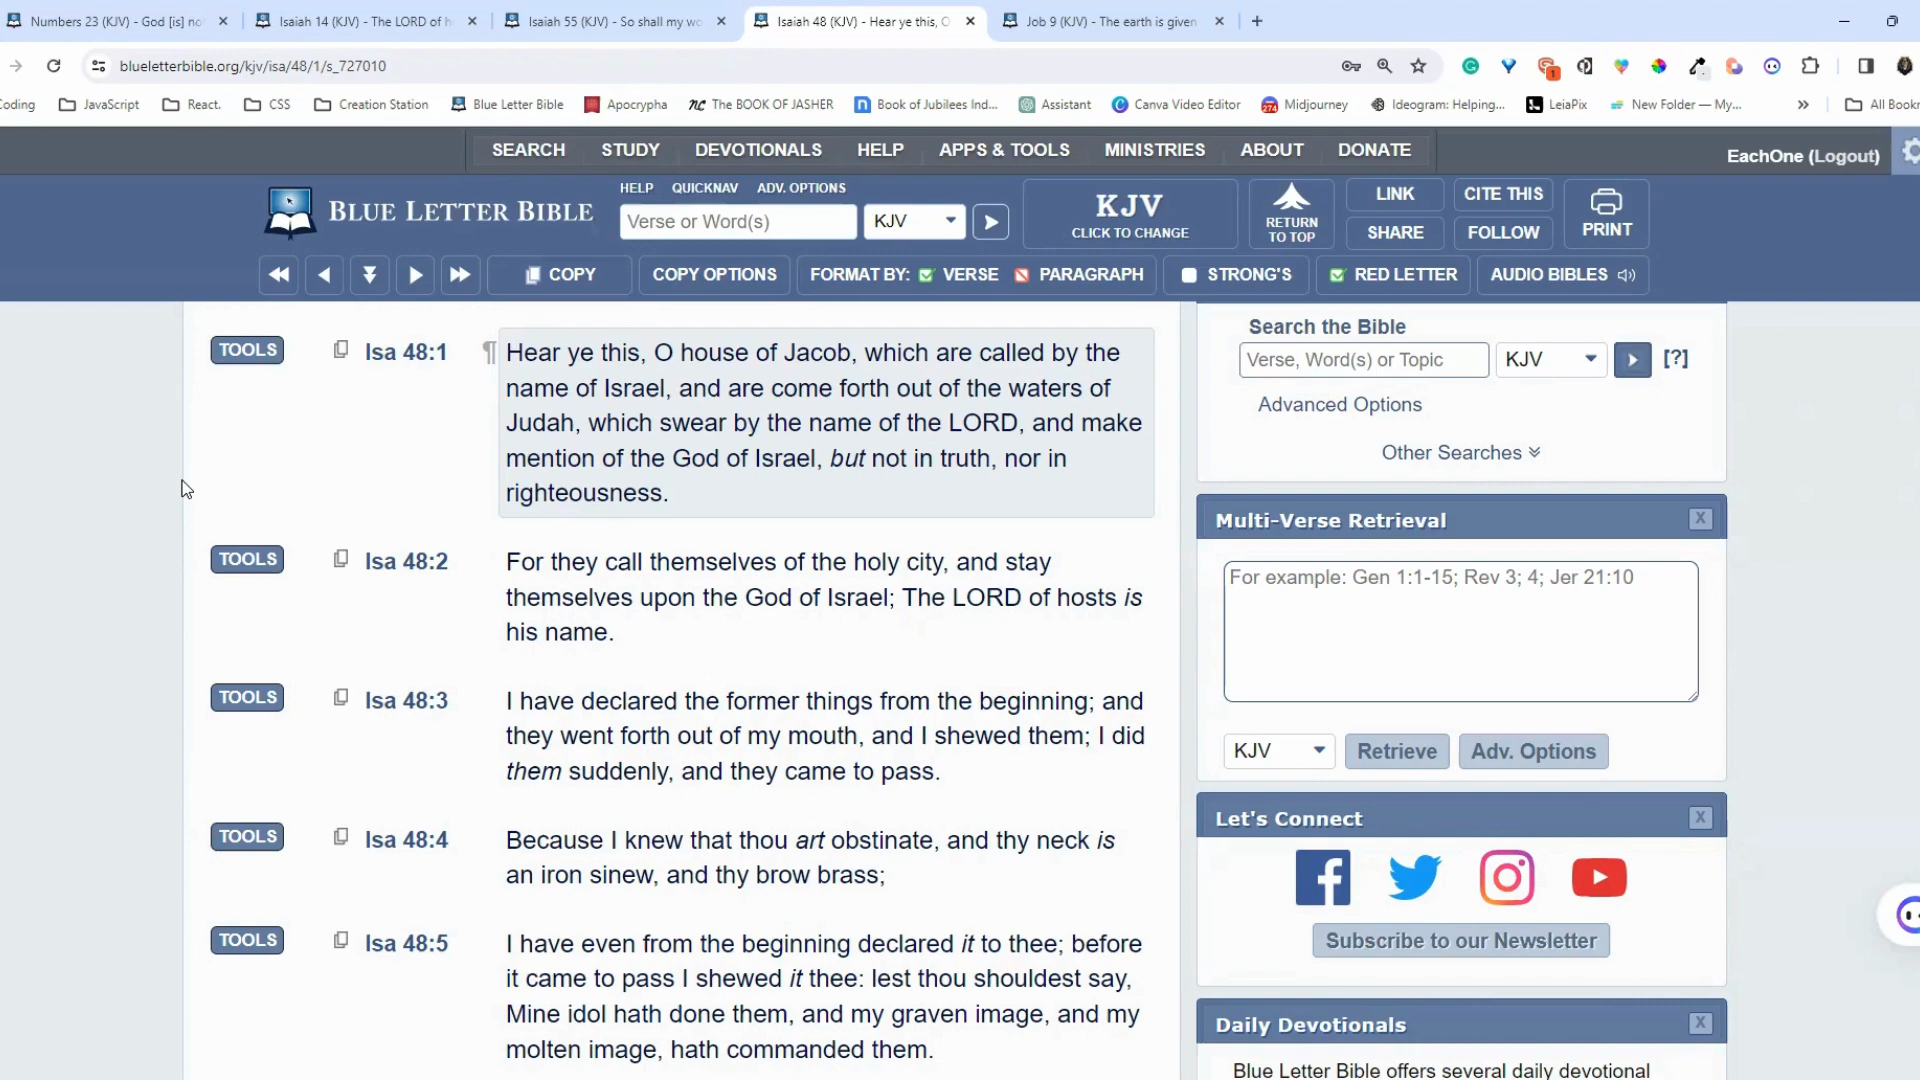 Numbers 23 (KJV) - God [is] no
Isaiah 14 (KJV) - The LORD of h
Isaiah 55 (KJV) - So shall my wo
Isaiah 48 (KJV) - Hear ye this, O
Job 9 (KJV) - The earth is given
blueletterbible.org/kjv/isa/48/1/s_727010
Coding
JavaScript
React.
CSS
Creation Station
Blue Letter Bible
Apocrypha
The BOOK OF JASHER
Book of Jubilees Ind...
Assistant
Canva Video Editor
Midjourney
Ideogram: Helping...
LeiaPix
New Folder — My...
All Bookr
SEARCH STUDY DEVOTIONALS HELP APPS & TOOLS MINISTRIES ABOUT DONATE
EachOne (Logout)
BLUE LETTER BIBLE
HELP QUICKNAV ADV. OPTIONS
Verse or Word(s)
KJV
KJV
CLICK TO CHANGE
RETURN
TO TOP
LINK
CITE THIS
SHARE
FOLLOW
PRINT
COPY
COPY OPTIONS
FORMAT BY: VERSE PARAGRAPH
STRONG'S
RED LETTER
AUDIO BIBLES
TOOLS
Isa 48:1
¶ Hear ye this, O house of Jacob, which are called by the
name of Israel, and are come forth out of the waters of
Judah, which swear by the name of the LORD, and make
mention of the God of Israel, but not in truth, nor in
righteousness.
TOOLS
Isa 48:2
For they call themselves of the holy city, and stay
themselves upon the God of Israel; The LORD of hosts is
his name.
TOOLS
Isa 48:3
I have declared the former things from the beginning; and
they went forth out of my mouth, and I shewed them; I did
them suddenly, and they came to pass.
TOOLS
Isa 48:4
Because I knew that thou art obstinate, and thy neck is
an iron sinew, and thy brow brass;
TOOLS
Isa 48:5
I have even from the beginning declared it to thee; before
it came to pass I shewed it thee: lest thou shouldest say,
Mine idol hath done them, and my graven image, and my
molten image, hath commanded them.
Search the Bible
Verse, Word(s) or Topic
KJV
[?]
Advanced Options
Other Searches
Multi-Verse Retrieval
X
For example: Gen 1:1-15; Rev 3; 4; Jer 21:10
KJV
Retrieve
Adv. Options
Let's Connect
X
Subscribe to our Newsletter
Daily Devotionals
X
Blue Letter Bible offers several daily devotional